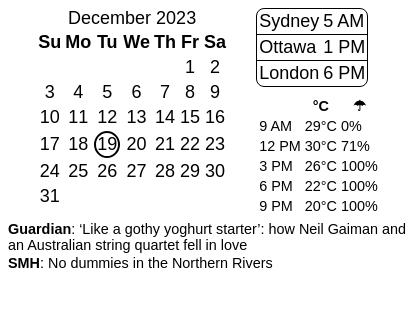 December 2023
Su Mo Tu We Th Fr Sa
1 2
3 4 5 6 7 8 9
10 11 12 13 14 15 16
17 18 19 20 21 22 23
24 25 26 27 28 29 30
31
Sydney 5 AM
Ottawa 1 PM
London 6 PM
°C ☂
9 AM 29°C 0%
12 PM 30°C 71%
3 PM 26°C 100%
6 PM 22°C 100%
9 PM 20°C 100%
Guardian: ‘Like a gothy yoghurt starter’: how Neil Gaiman and
an Australian string quartet fell in love
SMH: No dummies in the Northern Rivers